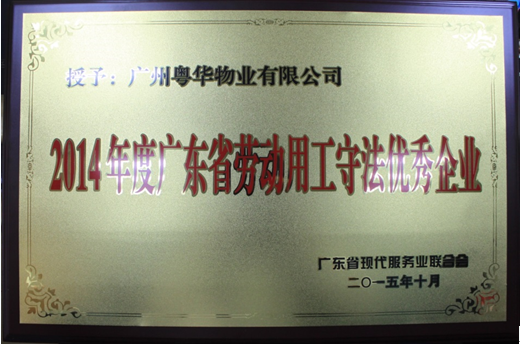 授予：广州粤华物业有限公司
2014年度广东省劳动用工守法优秀企业
广东省现代服务业联合会
二〇一五年十月